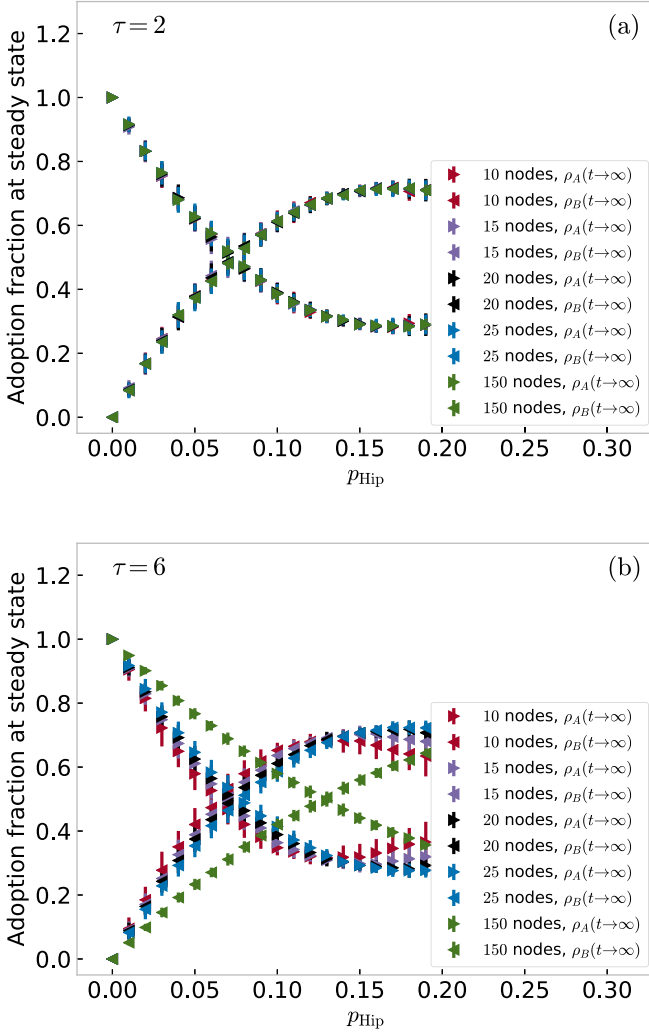 τ = 2
(a)
Adoption fraction at steady state
1.2
1.0
0.8
0.6
0.4
0.2
0.0
10 nodes, ρ_A(t→∞)
10 nodes, ρ_B(t→∞)
15 nodes, ρ_A(t→∞)
15 nodes, ρ_B(t→∞)
20 nodes, ρ_A(t→∞)
20 nodes, ρ_B(t→∞)
25 nodes, ρ_A(t→∞)
25 nodes, ρ_B(t→∞)
150 nodes, ρ_A(t→∞)
150 nodes, ρ_B(t→∞)
0.00 0.05 0.10 0.15 0.20 0.25 0.30
p_Hip
τ = 6
(b)
Adoption fraction at steady state
1.2
1.0
0.8
0.6
0.4
0.2
0.0
10 nodes, ρ_A(t→∞)
10 nodes, ρ_B(t→∞)
15 nodes, ρ_A(t→∞)
15 nodes, ρ_B(t→∞)
20 nodes, ρ_A(t→∞)
20 nodes, ρ_B(t→∞)
25 nodes, ρ_A(t→∞)
25 nodes, ρ_B(t→∞)
150 nodes, ρ_A(t→∞)
150 nodes, ρ_B(t→∞)
0.00 0.05 0.10 0.15 0.20 0.25 0.30
p_Hip